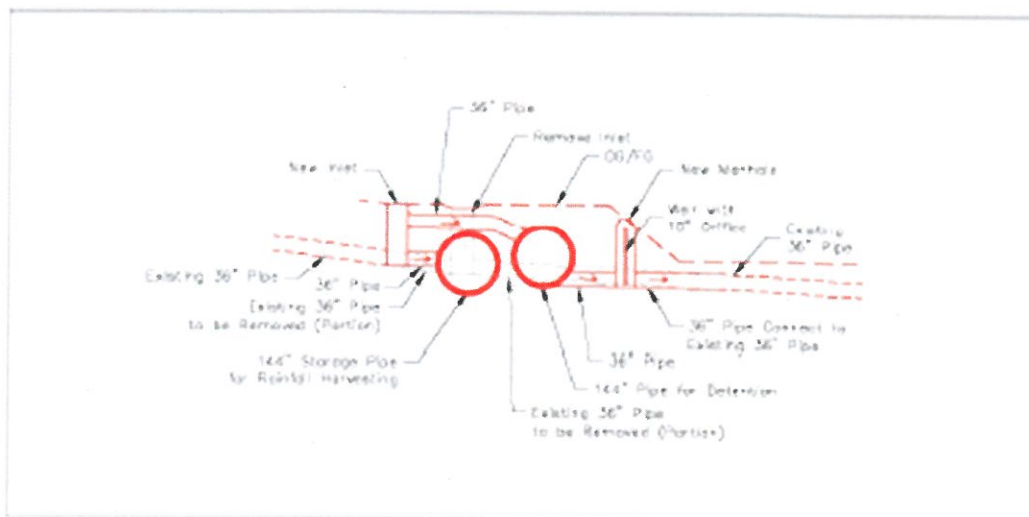 36" Pipe
Remove Inlet
OG/FG
New Inlet
New Manhole
Weir with
10" Orifice
Existing
36" Pipe
Existing 36" Pipe
36" Pipe
Existing 36" Pipe
to be Removed (Portion)
36" Pipe Connect to
Existing 36" Pipe
144" Storage Pipe
for Rainfall Harvesting
36" Pipe
144" Pipe for Detention
Existing 36" Pipe
to be Removed (Portion)